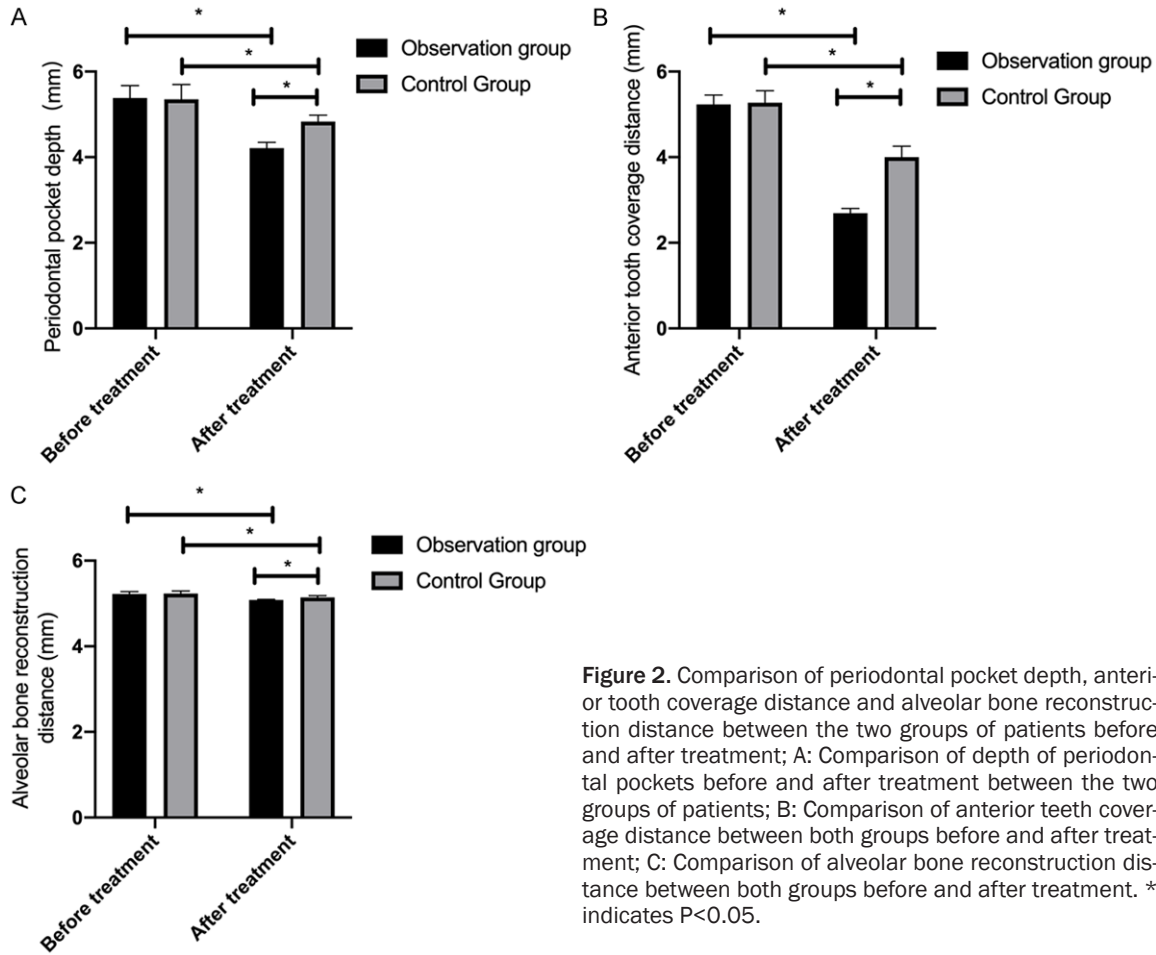 A
*
*
*
Observation group
Control Group
Periodontal pocket depth (mm)
6
4
2
0
Before treatment
After treatment
B
*
*
*
Observation group
Control Group
Anterior tooth coverage distance (mm)
6
4
2
0
Before treatment
After treatment
C
*
*
*
Observation group
Control Group
Alveolar bone reconstruction
distance (mm)
6
4
2
0
Before treatment
After treatment
Figure 2. Comparison of periodontal pocket depth, anteri-
or tooth coverage distance and alveolar bone reconstruc-
tion distance between the two groups of patients before
and after treatment; A: Comparison of depth of periodon-
tal pockets before and after treatment between the two
groups of patients; B: Comparison of anterior teeth cover-
age distance between both groups before and after treat-
ment; C: Comparison of alveolar bone reconstruction dis-
tance between both groups before and after treatment. *
indicates P<0.05.